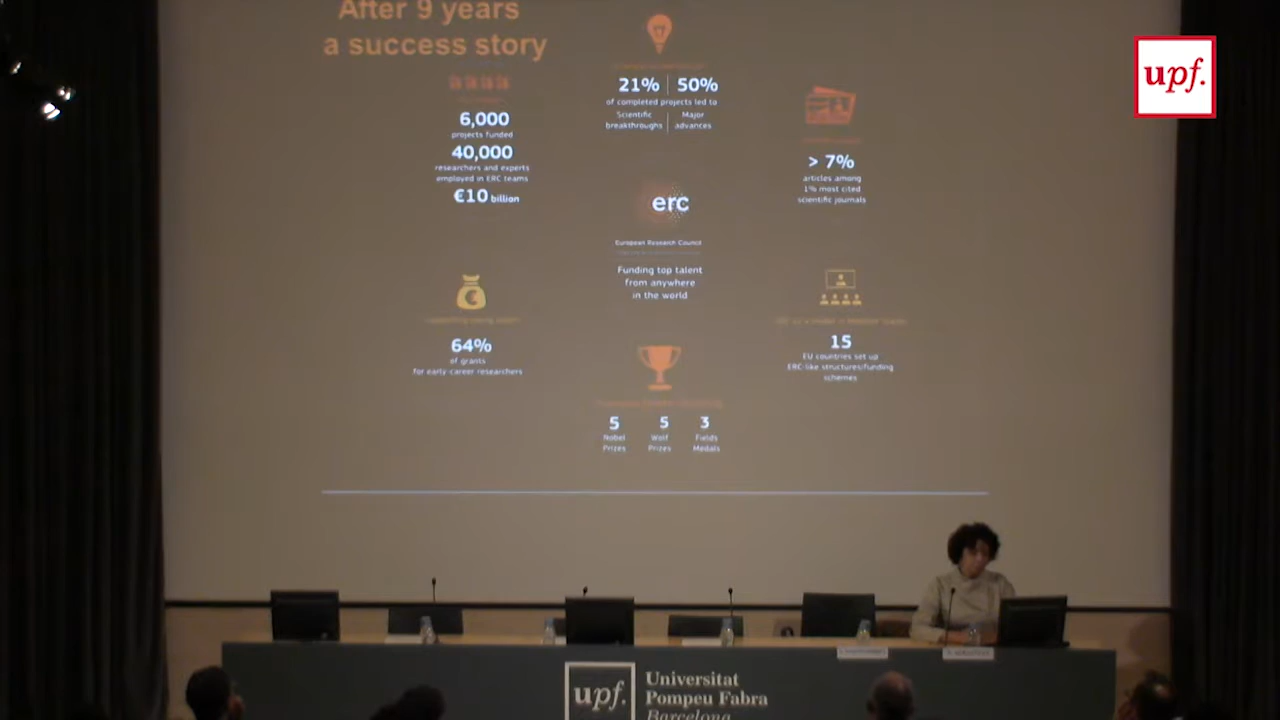 After 9 years
a success story
upf.
6,000
projects funded
40,000
researchers and experts
employed in ERC teams
€10 billion
21% 50%
of completed projects led to
Scientific
breakthroughs
Major
advances
> 7%
articles among
1% most cited
scientific journals
erc
European Research Council
Funding top talent
from anywhere
in the world
64%
of grants
for early-career researchers
15
EU countries set up
ERC-like structures/funding
schemes
5
Nobel
Prizes
5
Wolf
Prizes
3
Fields
Medals
upf.
Universitat
Pompeu Fabra
Barcelona